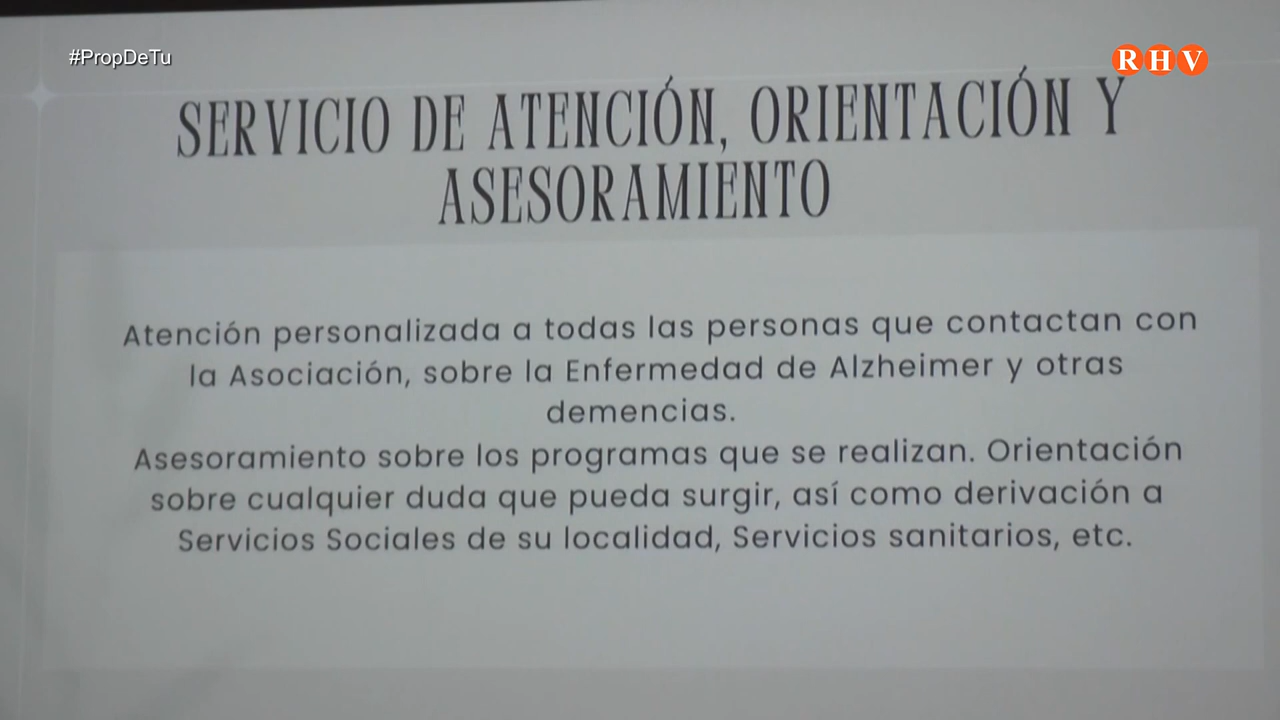 #PropDeTu
RHV
SERVICIO DE ATENCIÓN, ORIENTACIÓN Y
ASESORAMIENTO
Atención personalizada a todas las personas que contactan con
la Asociación, sobre la Enfermedad de Alzheimer y otras
demencias.
Asesoramiento sobre los programas que se realizan. Orientación
sobre cualquier duda que pueda surgir, así como derivación a
Servicios Sociales de su localidad, Servicios sanitarios, etc.